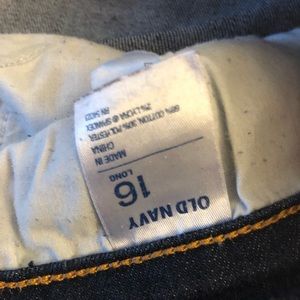 OLD NAVY
16
LONG
MADE IN
CHINA
68% COTTON, 30% POLYESTER
2% LYCRA ® SPANDEX
RN 54023